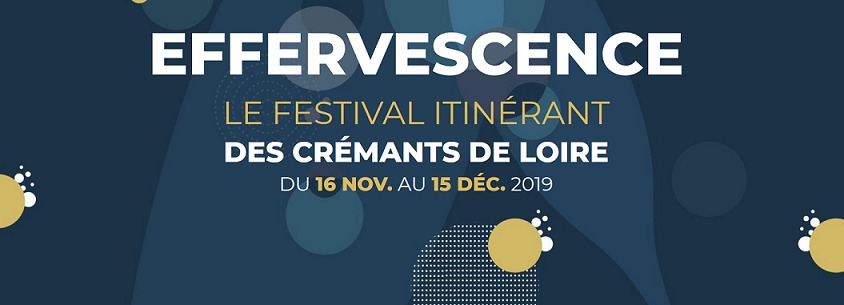 EFFERVESCENCE
LE FESTIVAL ITINÉRANT
DES CRÉMANTS DE LOIRE
DU 16 NOV. AU 15 DÉC. 2019